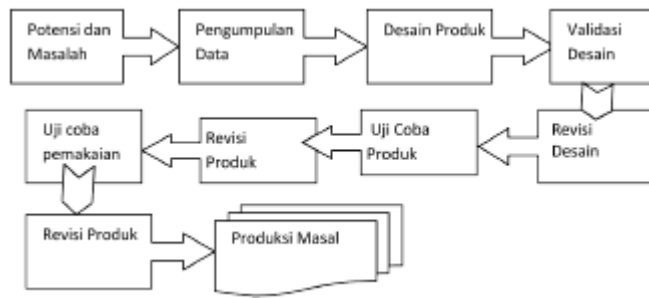 Potensi dan
Masalah
Pengumpulan
Data
Desain Produk
Validasi
Desain
Revisi
Desain
Uji Coba
Produk
Revisi
Produk
Uji coba
pemakaian
Revisi Produk
Produksi Masal